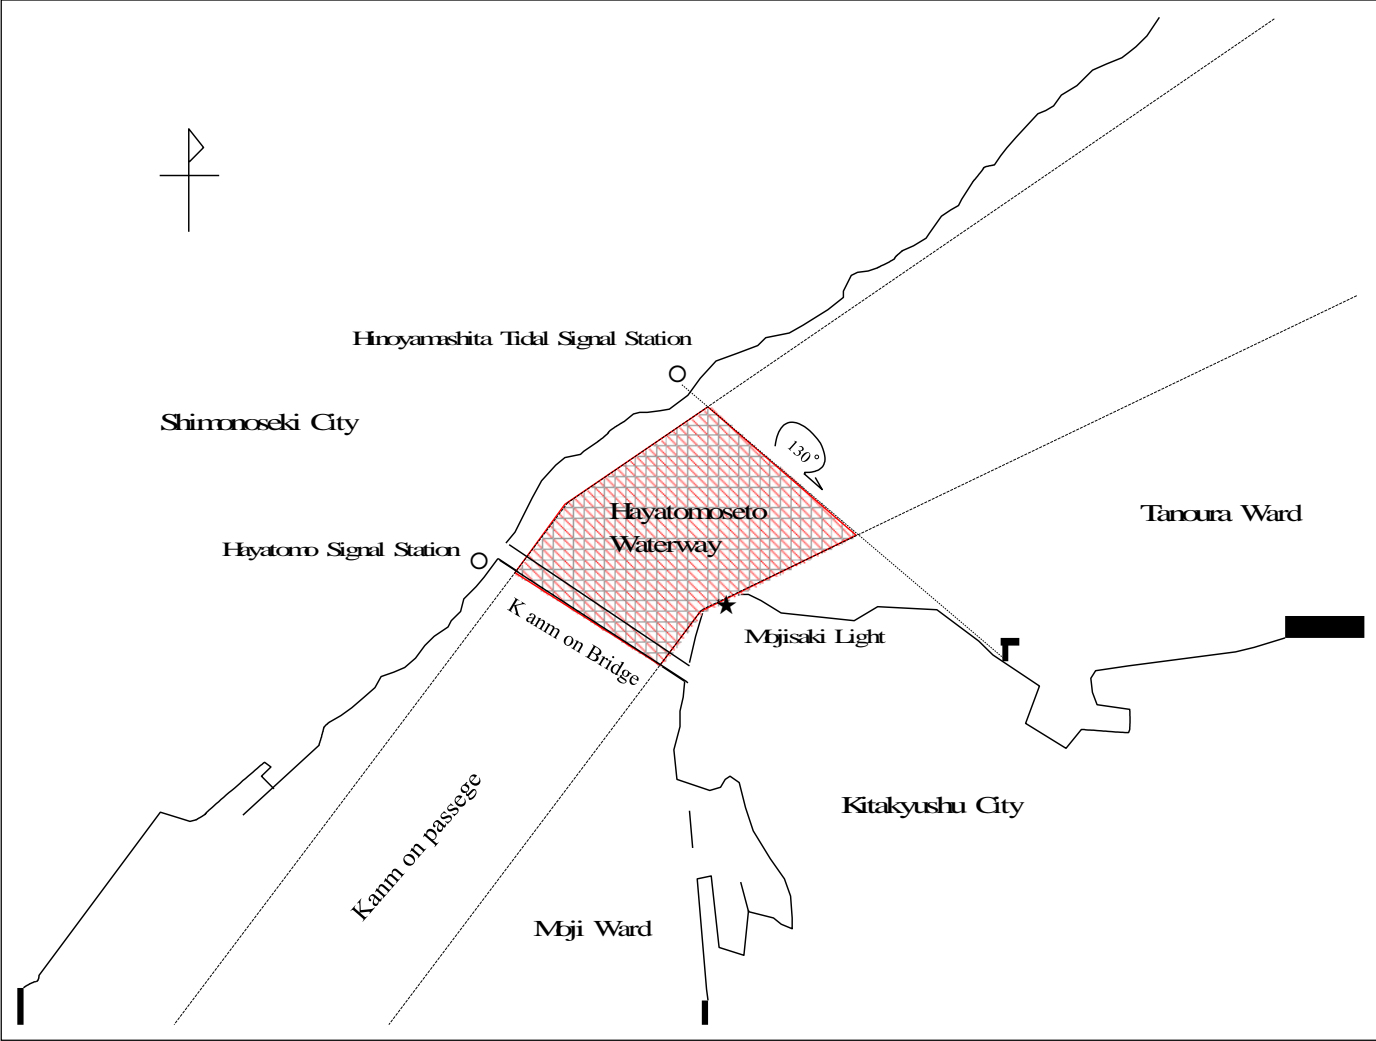 Hinoyamashita Tidal Signal Station
Shimonoseki City
130°
Hayatomoseto
Waterway
Tanoura Ward
Hayatomo Signal Station
Kanm on Bridge
Mojisaki Light
Kanm on passege
Kitakyushu City
Moji Ward